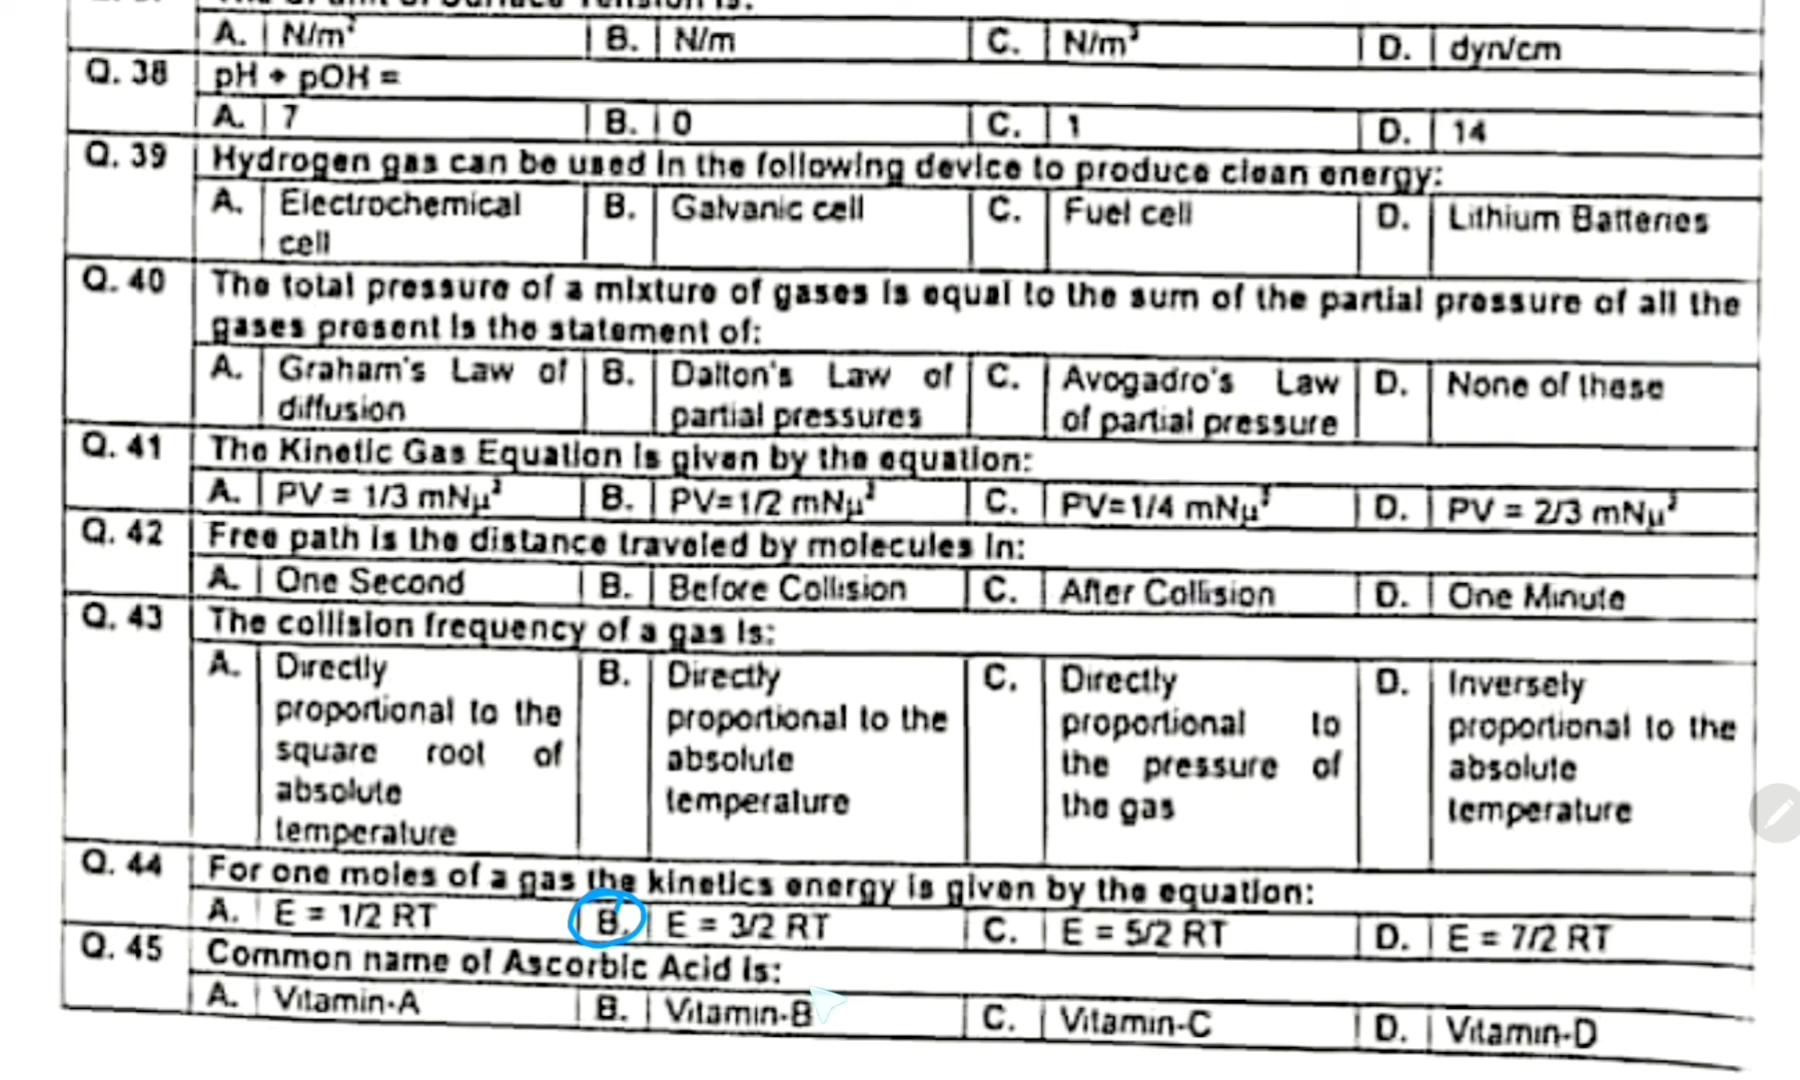 The SI unit of Surface Tension is:
A. N/m² B. N/m C. N/m³ D. dyn/cm
Q. 38 pH + pOH =
A. 7 B. 0 C. 1 D. 14
Q. 39 Hydrogen gas can be used in the following device to produce clean energy:
A. Electrochemical cell B. Galvanic cell C. Fuel cell D. Lithium Batteries
Q. 40 The total pressure of a mixture of gases is equal to the sum of the partial pressure of all the
gases present is the statement of:
A. Graham's Law of diffusion B. Dalton's Law of partial pressures C. Avogadro's Law of partial pressure D. None of these
Q. 41 The Kinetic Gas Equation is given by the equation:
A. PV = 1/3 mNµ² B. PV=1/2 mNµ² C. PV=1/4 mNµ² D. PV = 2/3 mNµ²
Q. 42 Free path is the distance traveled by molecules in:
A. One Second B. Before Collision C. After Collision D. One Minute
Q. 43 The collision frequency of a gas is:
A. Directly proportional to the square root of absolute temperature B. Directly proportional to the absolute temperature C. Directly proportional to the pressure of the gas D. Inversely proportional to the absolute temperature
Q. 44 For one moles of a gas the kinetics energy is given by the equation:
A. E = 1/2 RT B. E = 3/2 RT C. E = 5/2 RT D. E = 7/2 RT
Q. 45 Common name of Ascorbic Acid is:
A. Vitamin-A B. Vitamin-B C. Vitamin-C D. Vitamin-D